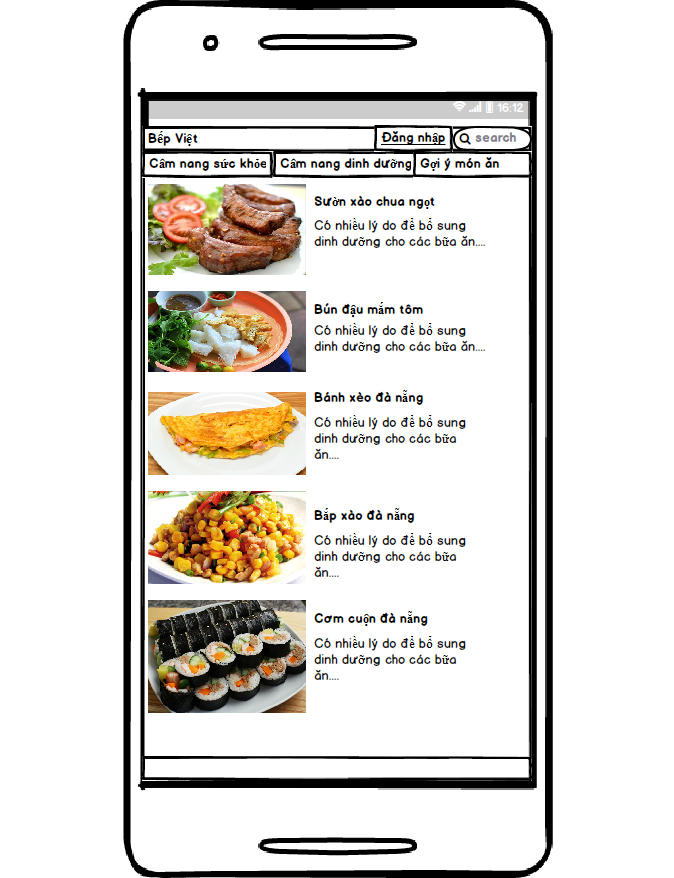 16:12
Bếp Việt Đăng nhập search
Câm nang sức khỏe Câm nang dinh dưỡng Gợi ý món ăn
Sườn xào chua ngọt
Có nhiều lý do để bổ sung
dinh dưỡng cho các bữa ăn....
Bún đậu mắm tôm
Có nhiều lý do để bổ sung
dinh dưỡng cho các bữa ăn....
Bánh xèo đà nẵng
Có nhiều lý do để bổ sung
dinh dưỡng cho các bữa
ăn....
Bắp xào đà nẵng
Có nhiều lý do để bổ sung
dinh dưỡng cho các bữa
ăn....
Cơm cuộn đà nẵng
Có nhiều lý do để bổ sung
dinh dưỡng cho các bữa
ăn....